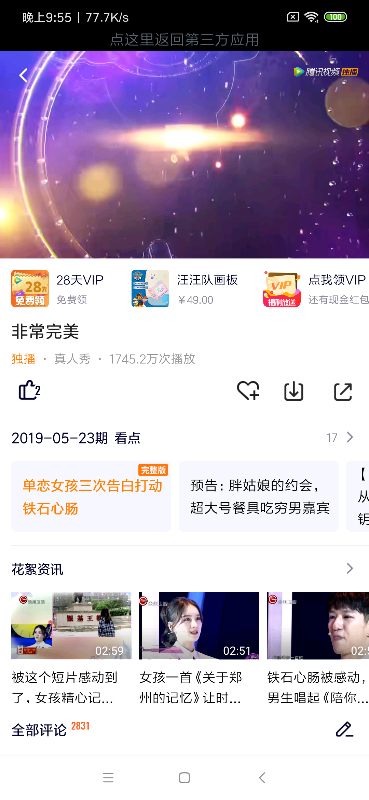 晚上9:55 | 77.7K/s
100
点这里返回第三方应用
腾讯视频 独播
28天
免费领
28天VIP
免费领
汪汪队画板
¥49.00
VIP
点我领VIP
还有现金红包
非常完美
独播 · 真人秀 · 1745.2万次播放
2
2019-05-23期 看点
17
完整版
单恋女孩三次告白打动
铁石心肠
预告：胖姑娘的约会，
超大号餐具吃穷男嘉宾
【
从
钥
花絮资讯
02:59
02:51
03:53
被这个短片感动到
了，女孩精心记...
女孩一首《关于郑
州的记忆》让时...
铁石心肠被感动，
男生唱起《陪你...
全部评论 2831